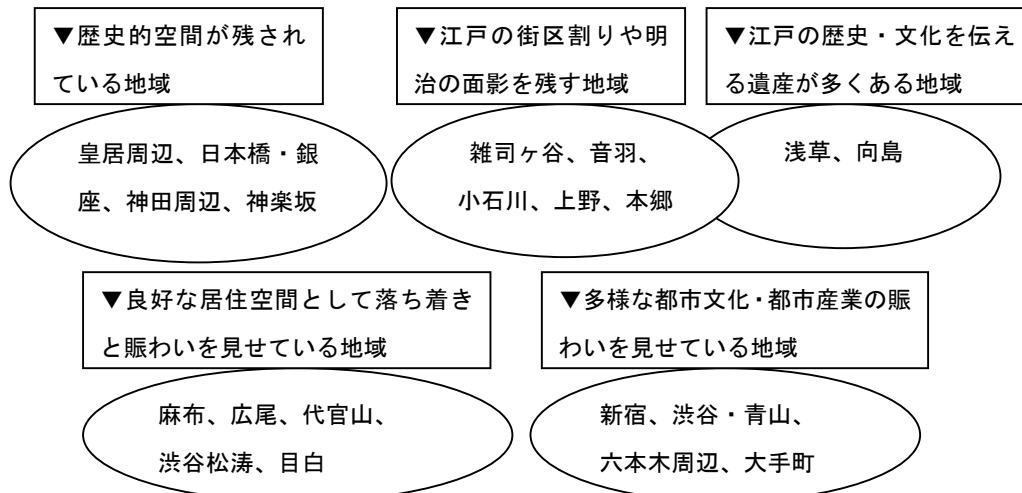 ▼歴史的空間が残され
ている地域
皇居周辺、日本橋・銀
座、神田周辺、神楽坂
▼江戸の街区割りや明
治の面影を残す地域
雑司ヶ谷、音羽、
小石川、上野、本郷
▼江戸の歴史・文化を伝え
る遺産が多くある地域
浅草、向島
▼良好な居住空間として落ち着き
と賑わいを見せている地域
麻布、広尾、代官山、
渋谷松涛、目白
▼多様な都市文化・都市産業の賑
わいを見せている地域
新宿、渋谷・青山、
六本木周辺、大手町